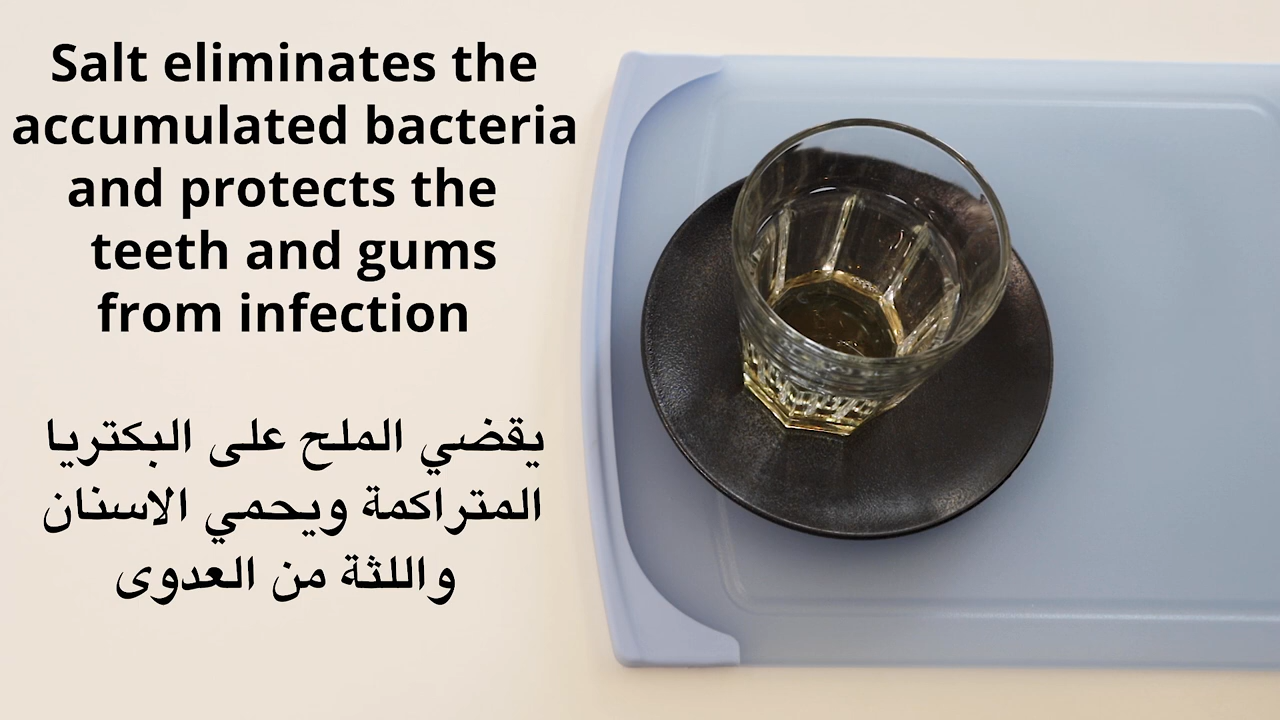 Salt eliminates the
accumulated bacteria
and protects the
teeth and gums
from infection
يقضي الملح على البكتريا
المتراكمة ويحمي الاسنان
واللثة من العدوى